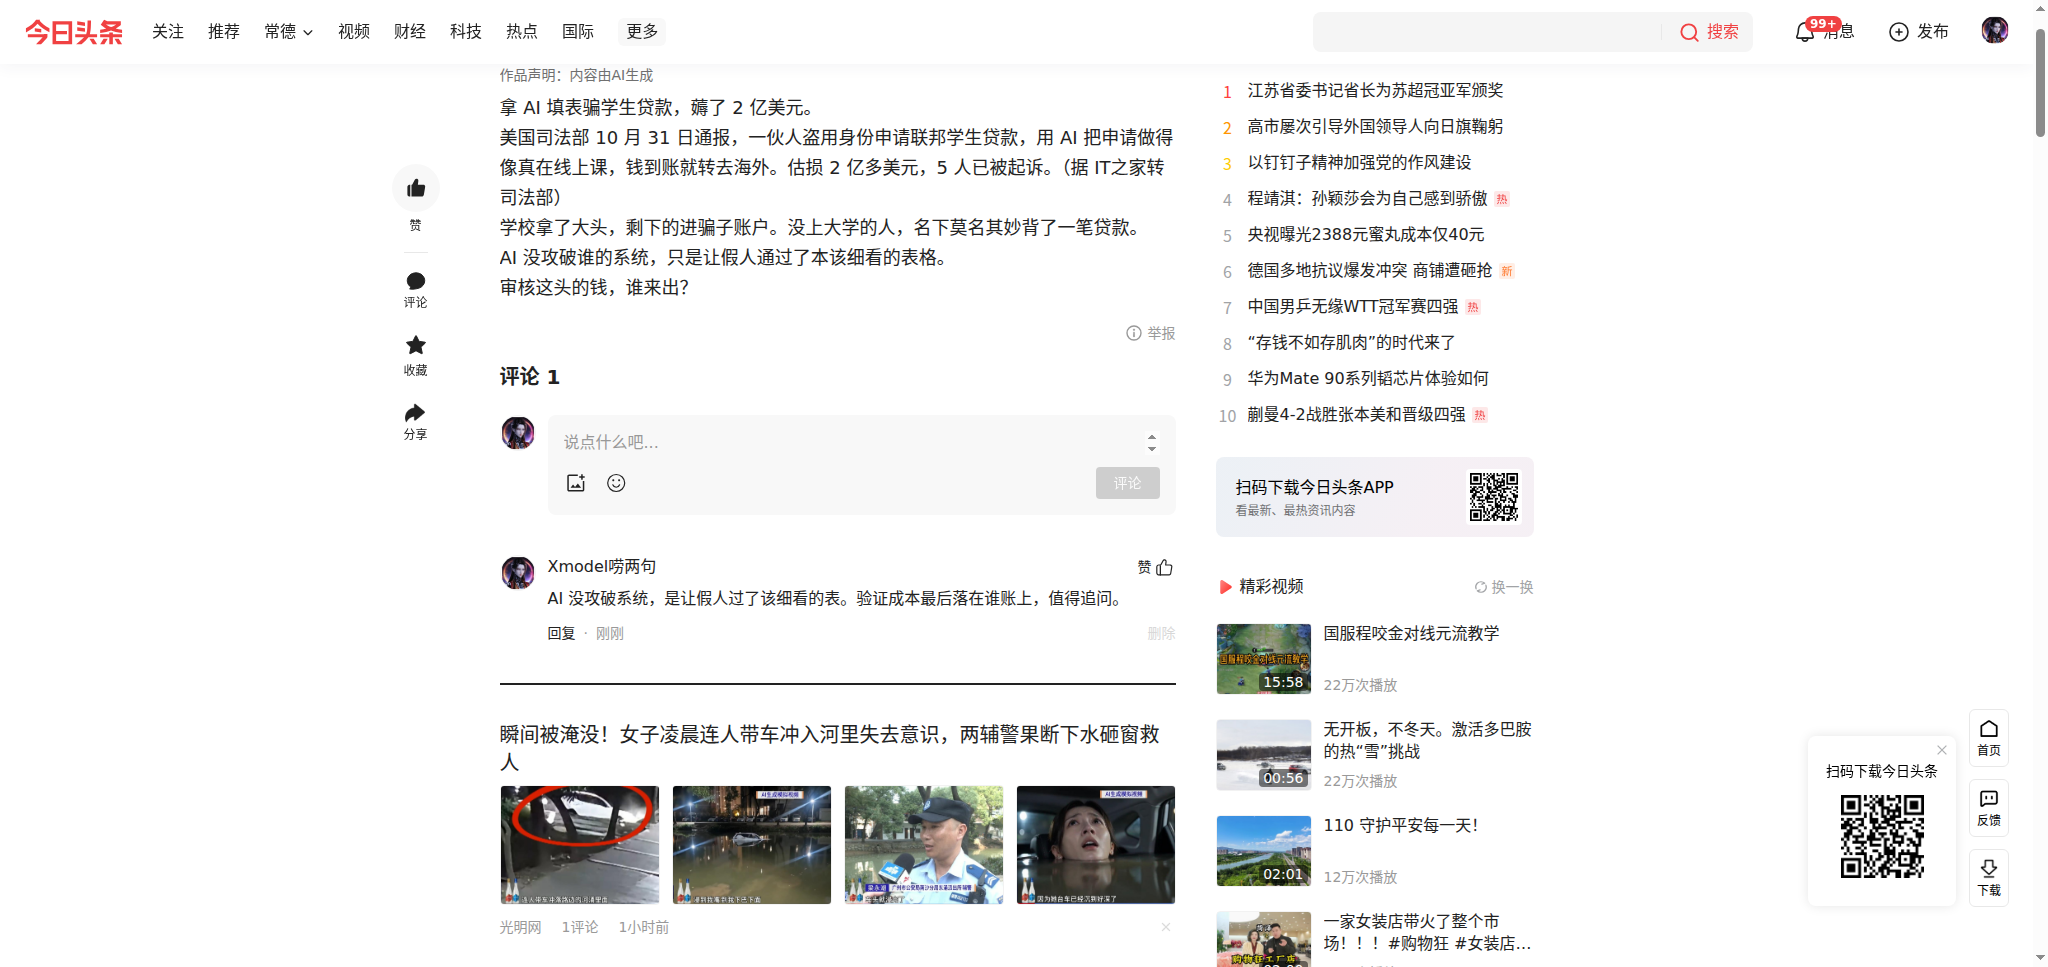 今日头条
关注
推荐
常德
视频
财经
科技
热点
国际
更多
搜索
99+
消息
发布
作品声明：内容由AI生成
拿 AI 填表骗学生贷款，薅了 2 亿美元。
美国司法部 10 月 31 日通报，一伙人盗用身份申请联邦学生贷款，用 AI 把申请做得
像真在线上课，钱到账就转去海外。估损 2 亿多美元，5 人已被起诉。（据 IT之家转
司法部）
学校拿了大头，剩下的进骗子账户。没上大学的人，名下莫名其妙背了一笔贷款。
AI 没攻破谁的系统，只是让假人通过了本该细看的表格。
审核这头的钱，谁来出？
举报
赞
评论
收藏
分享
评论 1
说点什么吧...
评论
Xmodel唠两句
赞
AI 没攻破系统，是让假人过了该细看的表。验证成本最后落在谁账上，值得追问。
回复 · 刚刚
删除
瞬间被淹没！女子凌晨连人带车冲入河里失去意识，两辅警果断下水砸窗救
人
光明网
1评论
1小时前
1 江苏省委书记省长为苏超冠亚军颁奖
2 高市屡次引导外国领导人向日旗鞠躬
3 以钉钉子精神加强党的作风建设
4 程靖淇：孙颖莎会为自己感到骄傲 热
5 央视曝光2388元蜜丸成本仅40元
6 德国多地抗议爆发冲突 商铺遭砸抢 新
7 中国男乒无缘WTT冠军赛四强 热
8 “存钱不如存肌肉”的时代来了
9 华为Mate 90系列韬芯片体验如何
10 蒯曼4-2战胜张本美和晋级四强 热
扫码下载今日头条APP
看最新、最热资讯内容
精彩视频
换一换
国服程咬金对线元流教学
15:58
国服程咬金对线元流教学
22万次播放
00:56
无开板，不冬天。激活多巴胺
的热“雪”挑战
22万次播放
02:01
110 守护平安每一天！
12万次播放
一家女装店带火了整个市
场！！！#购物狂 #女装店...
扫码下载今日头条
首页
反馈
下载